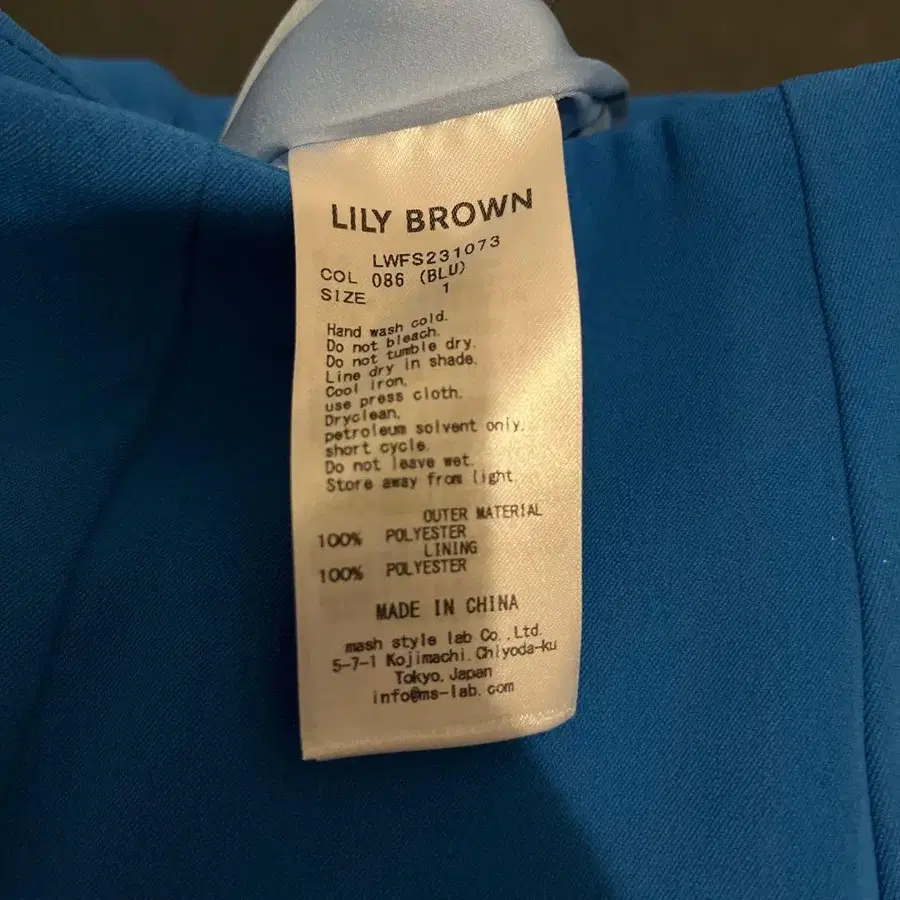 LILY BROWN
LWFS231073
COL 086 (BLU)
SIZE 1
Hand wash cold.
Do not bleach.
Do not tumble dry.
Line dry in shade.
Cool iron,
use press cloth.
Dryclean,
petroleum solvent only.
short cycle.
Do not leave wet.
Store away from light.
OUTER MATERIAL
100% POLYESTER
LINING
100% POLYESTER
MADE IN CHINA
mash style lab Co.,Ltd.
5-7-1 Kojimachi,Chiyoda-ku
Tokyo,Japan
info@ms-lab.com